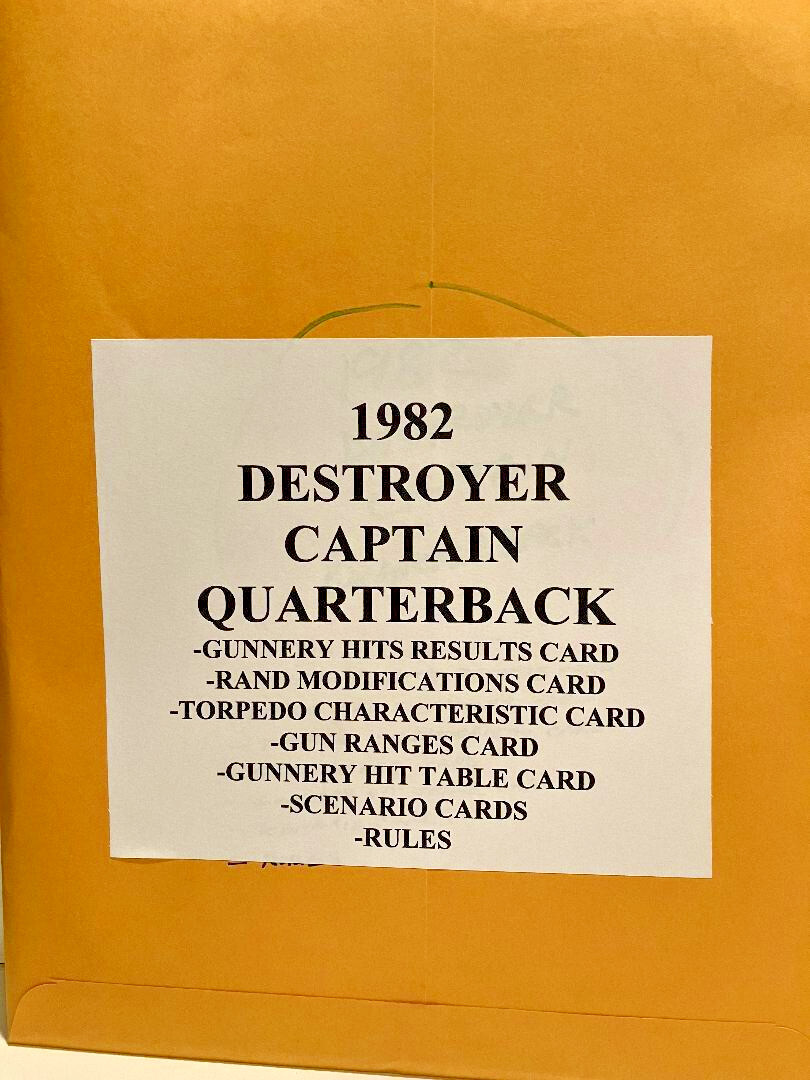 1982
DESTROYER
CAPTAIN
QUARTERBACK
-GUNNERY HITS RESULTS CARD
-RAND MODIFICATIONS CARD
-TORPEDO CHARACTERISTIC CARD
-GUN RANGES CARD
-GUNNERY HIT TABLE CARD
-SCENARIO CARDS
-RULES